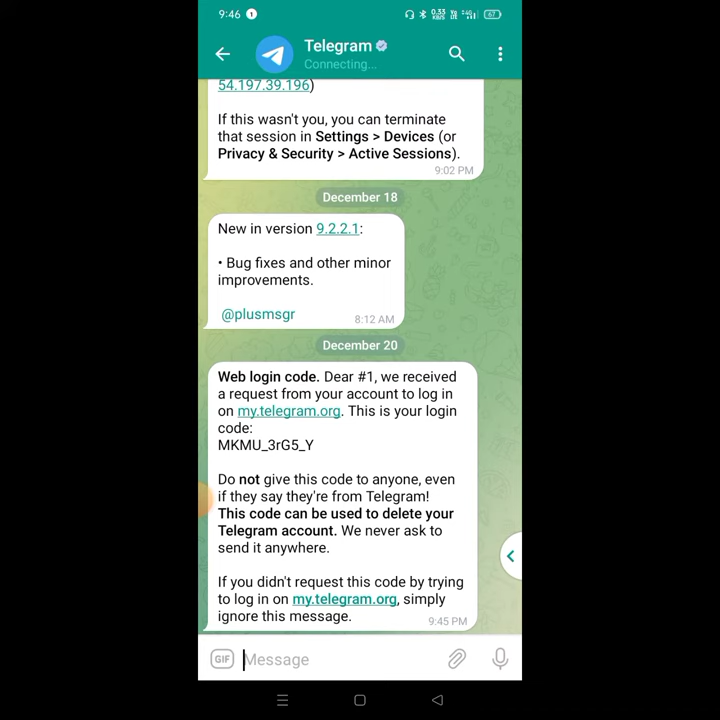 9:46 1 0.33 KB/S 67
Telegram
Connecting...
54.197.39.196)
If this wasn't you, you can terminate
that session in Settings > Devices (or
Privacy & Security > Active Sessions).
9:02 PM
December 18
New in version 9.2.2.1:
• Bug fixes and other minor
improvements.
@plusmsgr
8:12 AM
December 20
Web login code. Dear #1, we received
a request from your account to log in
on my.telegram.org. This is your login
code:
MKMU_3rG5_Y
Do not give this code to anyone, even
if they say they're from Telegram!
This code can be used to delete your
Telegram account. We never ask to
send it anywhere.
If you didn't request this code by trying
to log in on my.telegram.org, simply
ignore this message.
9:45 PM
GIF Message